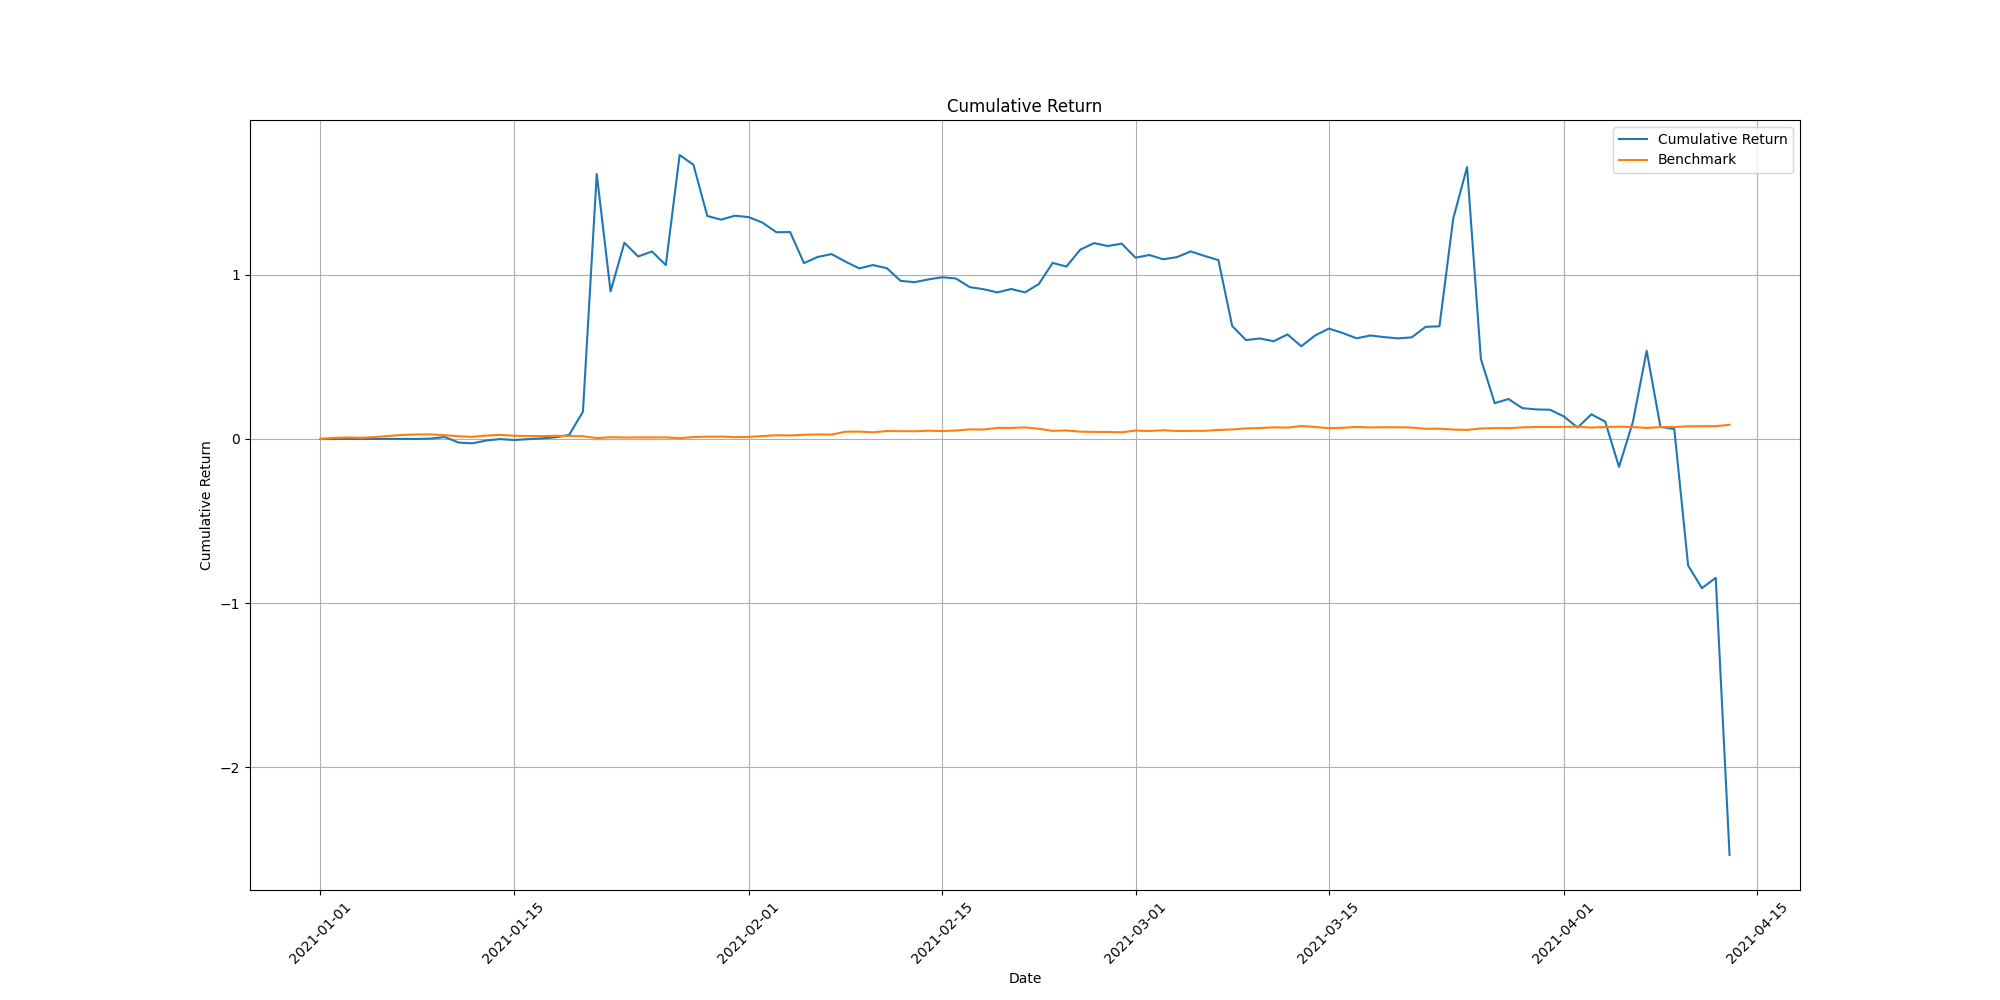 Cumulative Return
Cumulative Return
Benchmark
1
0
−1
−2
Cumulative Return
2021-01-01
2021-01-15
2021-02-01
2021-02-15
2021-03-01
2021-03-15
2021-04-01
2021-04-15
Date